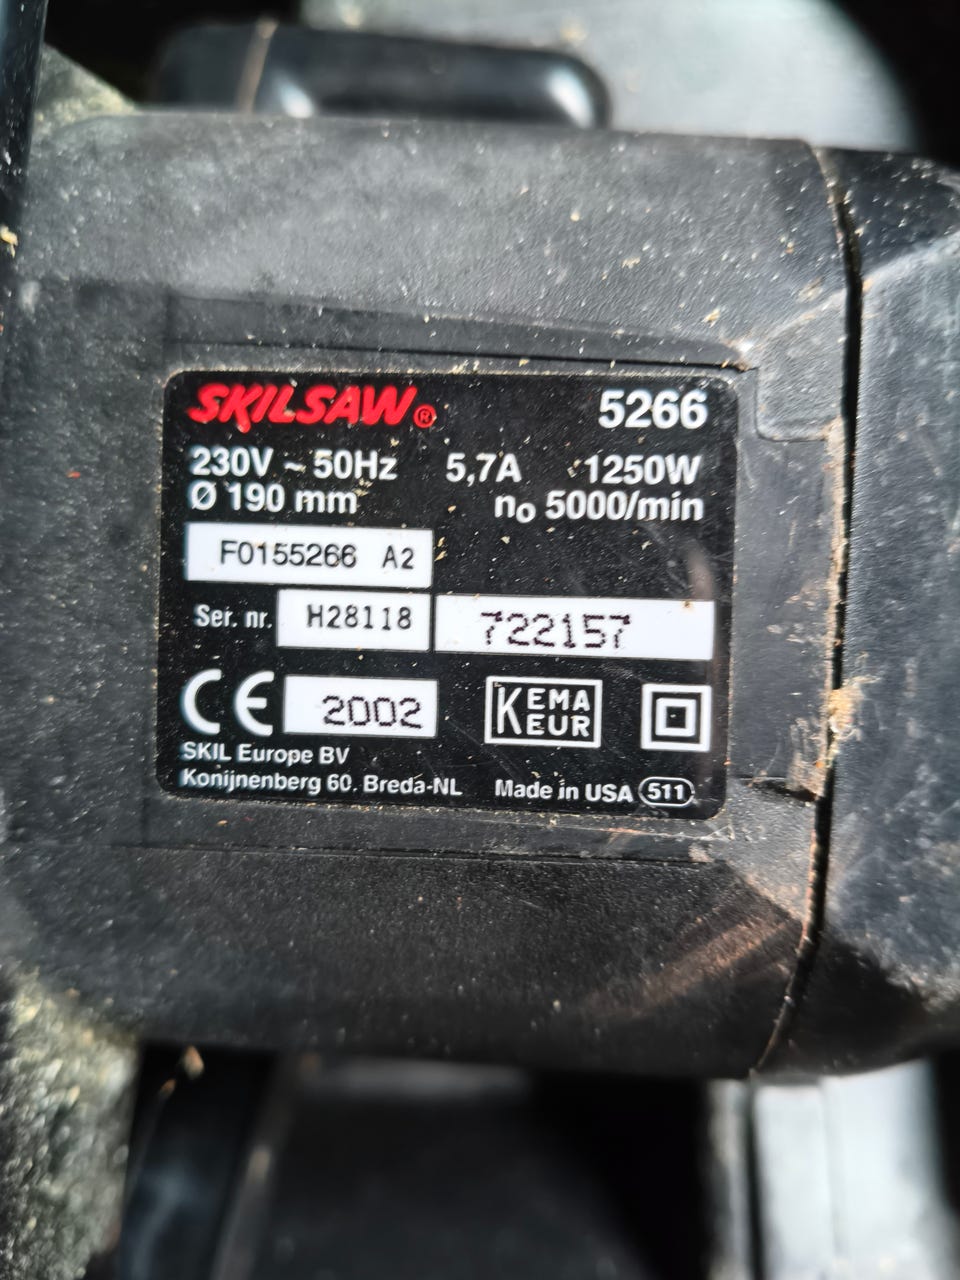 SKILSAW® 5266
230V ~ 50Hz 5,7A 1250W
Ø 190 mm n₀ 5000/min
F0155266 A2
Ser. nr. H28118 722157
CE 2002 KEMA KEUR
SKIL Europe BV
Konijnenberg 60. Breda-NL Made in USA 511